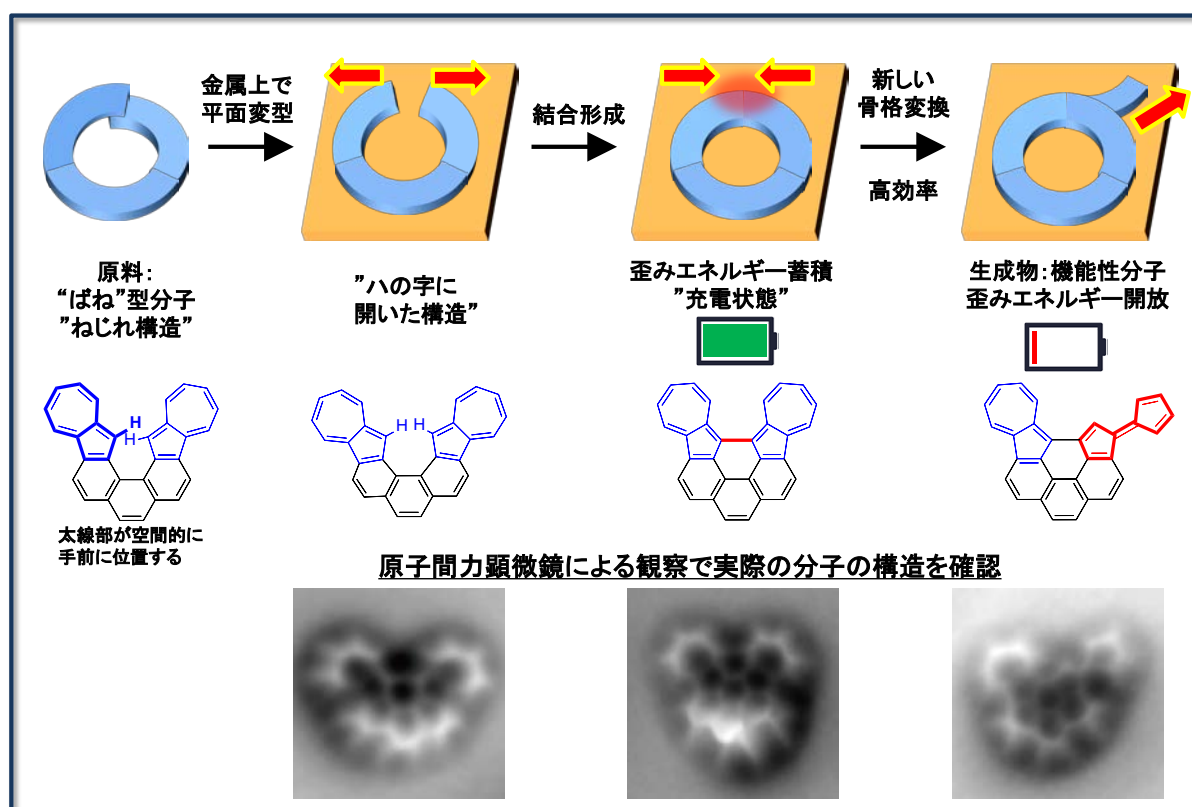 金属上で
平面変型
結合形成
新しい
骨格変換
高効率
原料：
“ばね”型分子
”ねじれ構造”
”ハの字に
開いた構造”
歪みエネルギー蓄積
”充電状態”
生成物：機能性分子
歪みエネルギー開放
H
H
H H
太線部が空間的に
手前に位置する
原子間力顕微鏡による観察で実際の分子の構造を確認